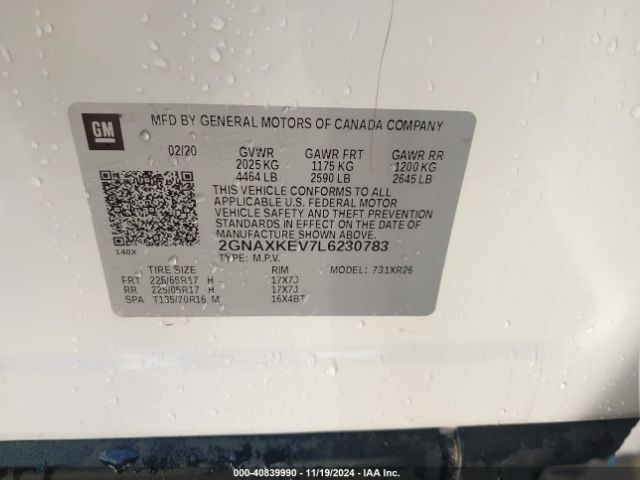 GM
MFD BY GENERAL MOTORS OF CANADA COMPANY
02/20 GVWR GAWR FRT GAWR RR
2025 KG 1175 KG 1200 KG
4464 LB 2590 LB 2645 LB
THIS VEHICLE CONFORMS TO ALL
APPLICABLE U.S. FEDERAL MOTOR
VEHICLE SAFETY AND THEFT PREVENTION
STANDARDS IN EFFECT ON THE DATE OF
MANUFACTURE SHOWN ABOVE.
2GNAXKEV7L6230783
140X TYPE: M.P.V.
TIRE SIZE RIM MODEL: 731XR26
FRT 225/65R17 H 17X7J
RR 225/65R17 H 17X7J
SPA T135/70R16 M 16X4BT
000-40839990 - 11/19/2024 - IAA Inc.